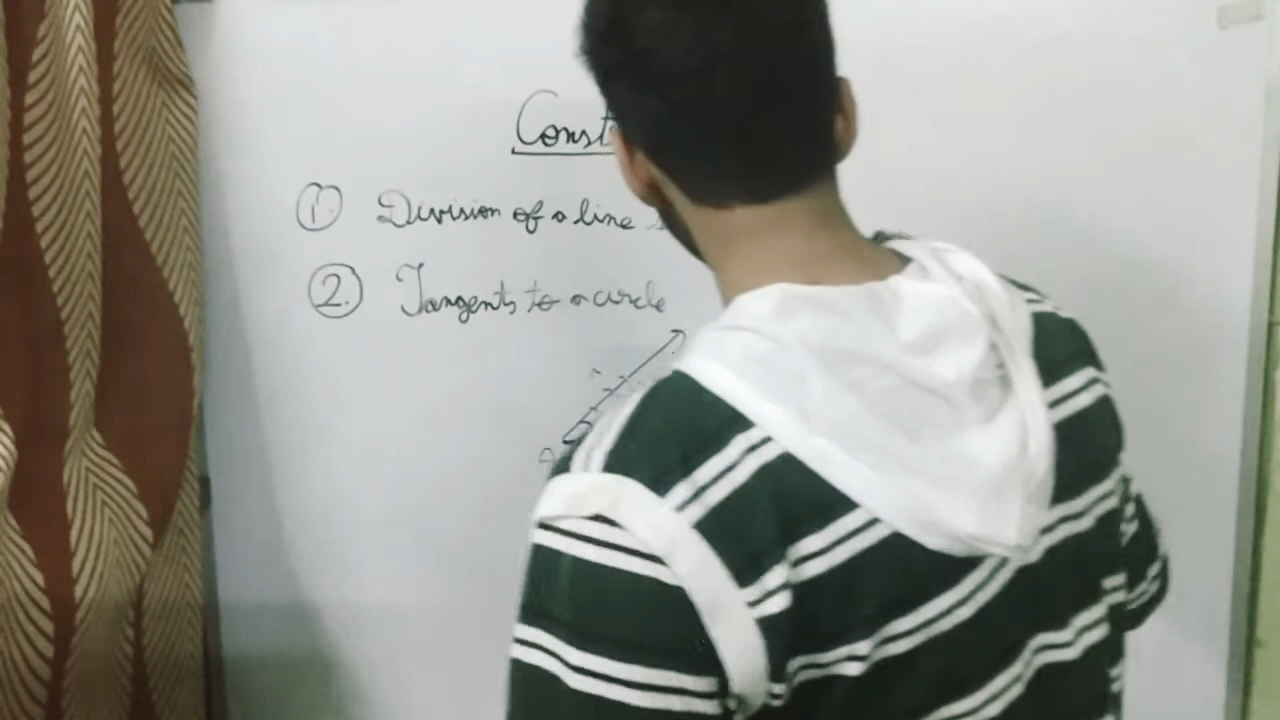 Const
1. Division of a line
2. Tangents to a circle
A